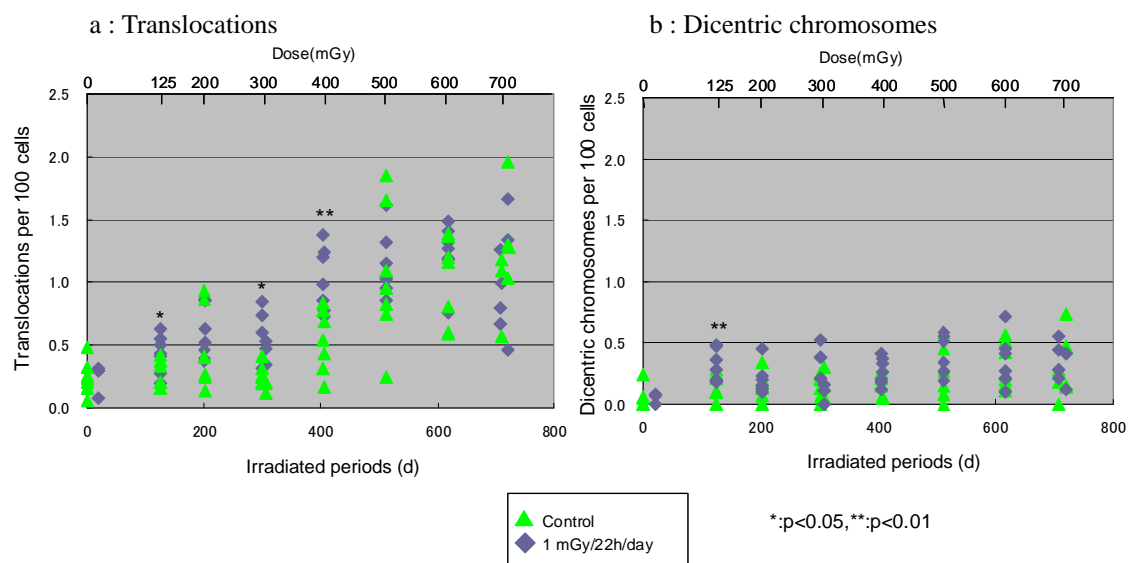 a : Translocations
Dose(mGy)
0 125 200 300 400 500 600 700
2.5
2.0
1.5
1.0
0.5
0.0
Translocations per 100 cells
* * **
0 200 400 600 800
Irradiated periods (d)
b : Dicentric chromosomes
Dose(mGy)
0 125 200 300 400 500 600 700
2.5
2.0
1.5
1.0
0.5
0.0
Dicentric chromosomes per 100 cells
**
0 200 400 600 800
Irradiated periods (d)
Control
1 mGy/22h/day
*:p<0.05,**:p<0.01